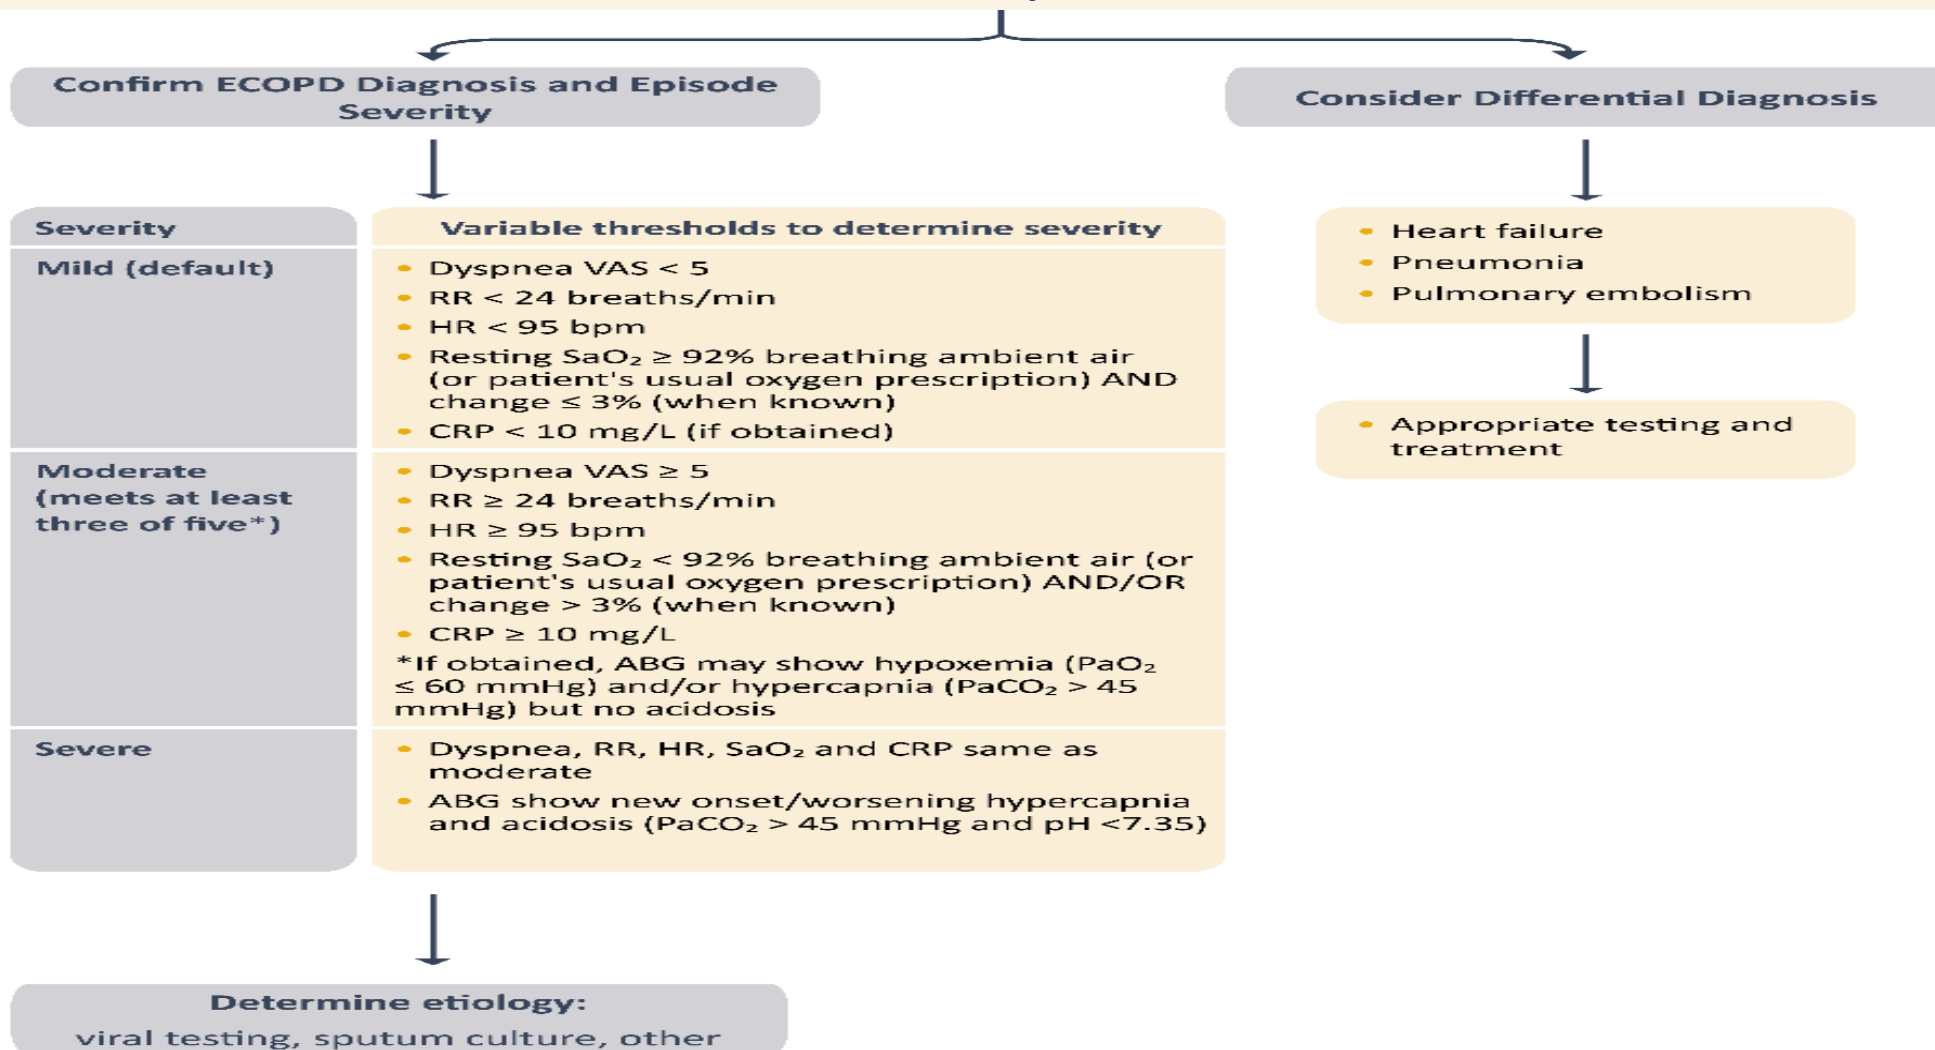 Confirm ECOPD Diagnosis and Episode
Severity
Consider Differential Diagnosis
Severity
Variable thresholds to determine severity
Mild (default)
• Dyspnea VAS < 5
• RR < 24 breaths/min
• HR < 95 bpm
• Resting SaO₂ ≥ 92% breathing ambient air
(or patient's usual oxygen prescription) AND
change ≤ 3% (when known)
• CRP < 10 mg/L (if obtained)
Moderate
(meets at least
three of five*)
• Dyspnea VAS ≥ 5
• RR ≥ 24 breaths/min
• HR ≥ 95 bpm
• Resting SaO₂ < 92% breathing ambient air (or
patient's usual oxygen prescription) AND/OR
change > 3% (when known)
• CRP ≥ 10 mg/L
*If obtained, ABG may show hypoxemia (PaO₂
≤ 60 mmHg) and/or hypercapnia (PaCO₂ > 45
mmHg) but no acidosis
Severe
• Dyspnea, RR, HR, SaO₂ and CRP same as
moderate
• ABG show new onset/worsening hypercapnia
and acidosis (PaCO₂ > 45 mmHg and pH <7.35)
• Heart failure
• Pneumonia
• Pulmonary embolism
• Appropriate testing and
treatment
Determine etiology:
viral testing, sputum culture, other